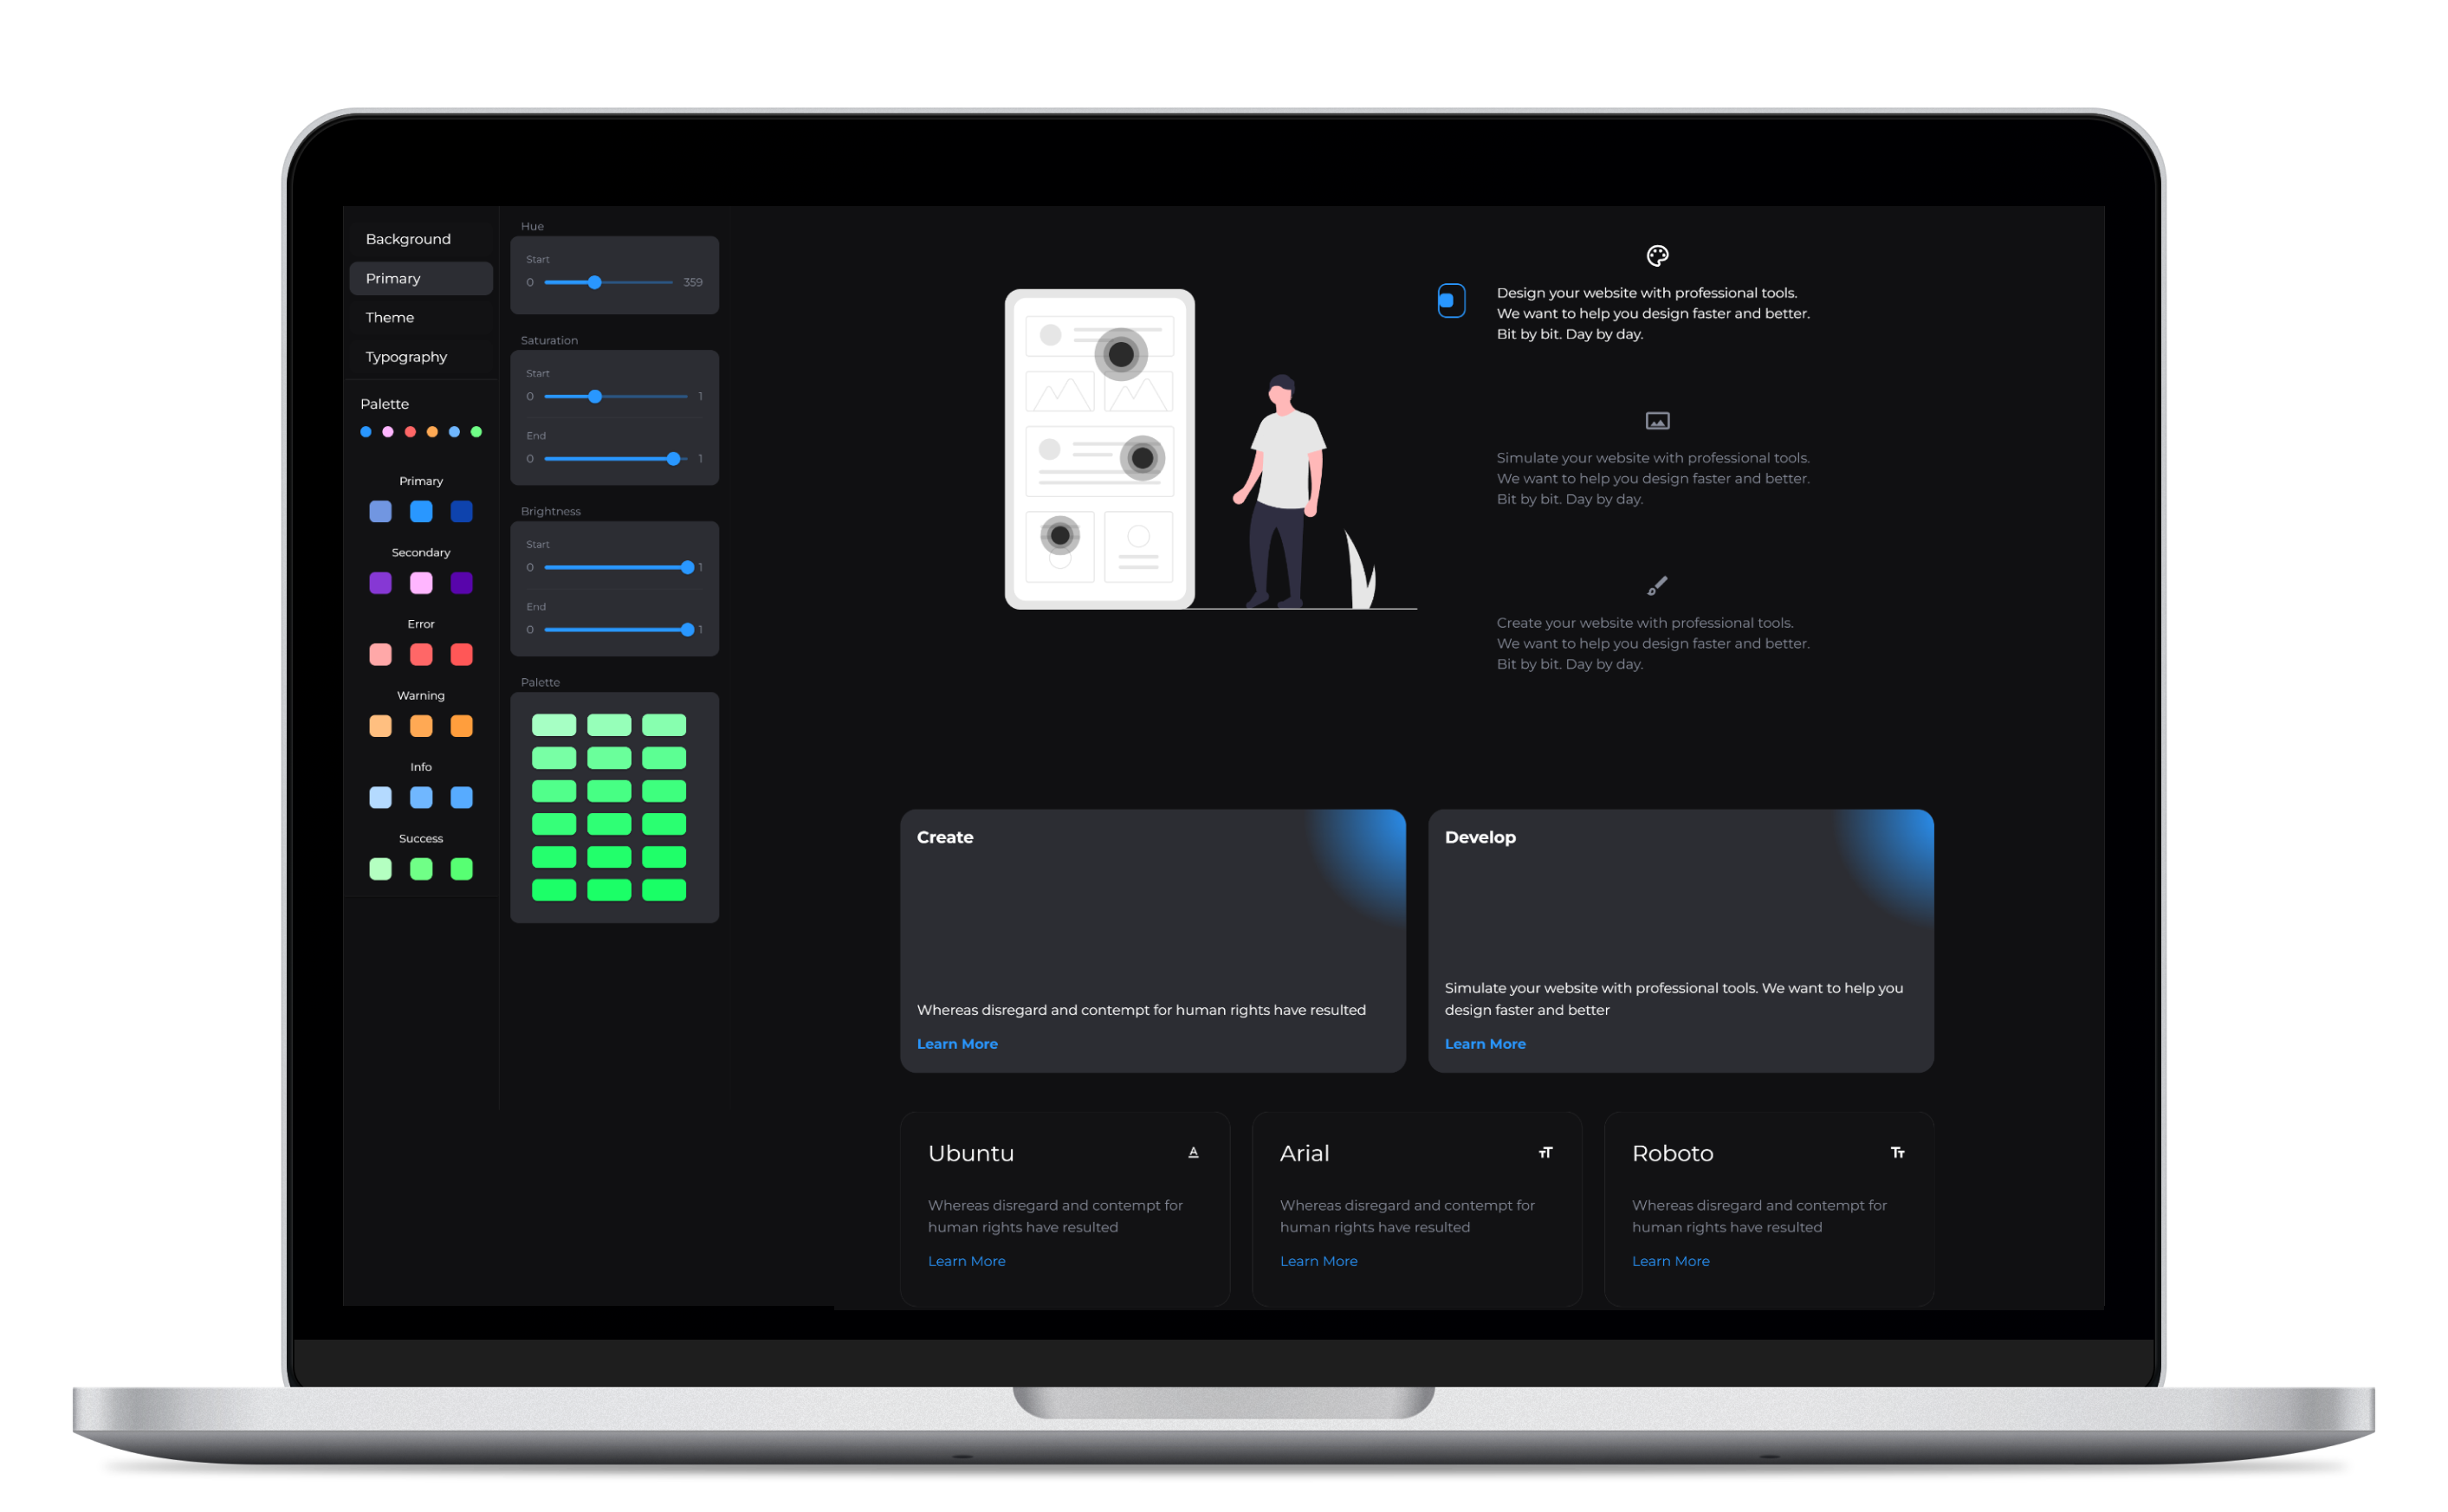 Background
Primary
Theme
Typography
Palette
Primary
Secondary
Error
Warning
Info
Success
Hue
Start
0 359
Saturation
Start
0 1
End
0 1
Brightness
Start
0 1
End
0 1
Palette
Design your website with professional tools.
We want to help you design faster and better.
Bit by bit. Day by day.
Simulate your website with professional tools.
We want to help you design faster and better.
Bit by bit. Day by day.
Create your website with professional tools.
We want to help you design faster and better.
Bit by bit. Day by day.
Create
Whereas disregard and contempt for human rights have resulted
Learn More
Develop
Simulate your website with professional tools. We want to help you
design faster and better
Learn More
Ubuntu
Whereas disregard and contempt for
human rights have resulted
Learn More
Arial
Whereas disregard and contempt for
human rights have resulted
Learn More
Roboto
Whereas disregard and contempt for
human rights have resulted
Learn More